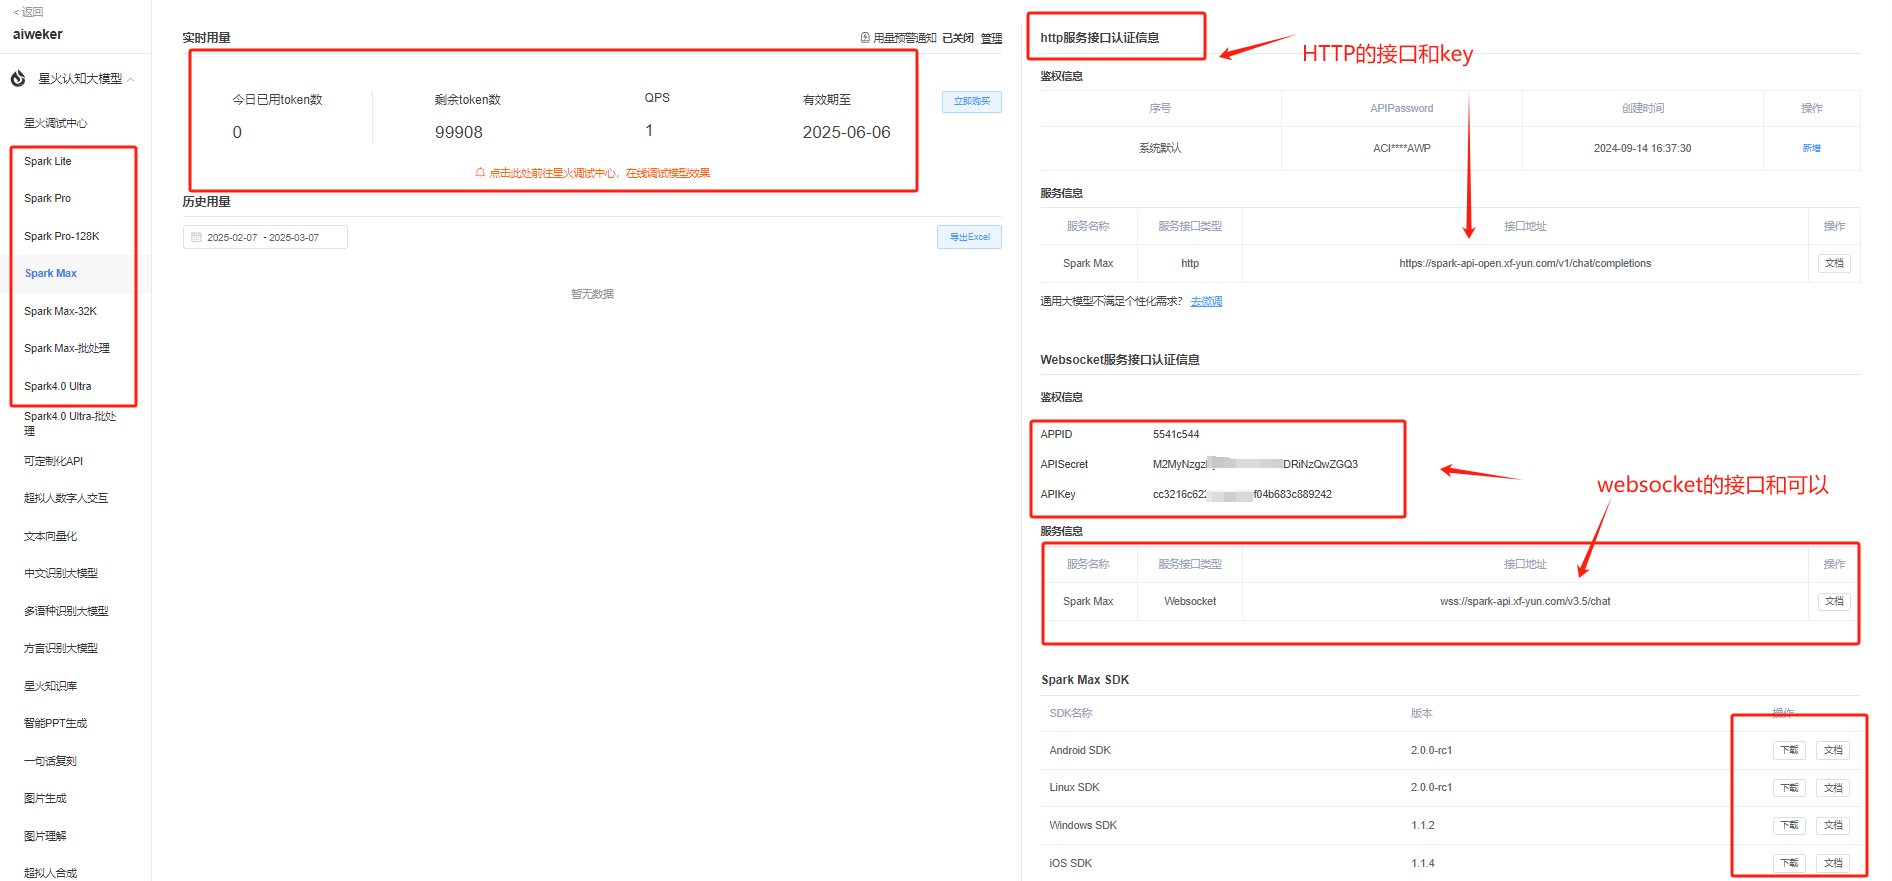 < 返回
aiweker
星火认知大模型
星火调试中心
Spark Lite
Spark Pro
Spark Pro-128K
Spark Max
Spark Max-32K
Spark Max-批处理
Spark4.0 Ultra
Spark4.0 Ultra-批处
理
可定制化API
超拟人数字人交互
文本向量化
中文识别大模型
多语种识别大模型
方言识别大模型
星火知识库
智能PPT生成
一句话复刻
图片生成
图片理解
超拟人合成
实时用量
用量预警通知 已关闭 管理
今日已用token数
0
剩余token数
99908
QPS
1
有效期至
2025-06-06
立即购买
点击此处前往星火调试中心，在线调试模型效果
历史用量
2025-02-07 - 2025-03-07
导出Excel
暂无数据
http服务接口认证信息
HTTP的接口和key
鉴权信息
序号 APIPassword 创建时间 操作
系统默认 ACI****AWP 2024-09-14 16:37:30 新增
服务信息
服务名称 服务接口类型 接口地址 操作
Spark Max http https://spark-api-open.xf-yun.com/v1/chat/completions 文档
通用大模型不满足个性化需求？ 去微调
Websocket服务接口认证信息
鉴权信息
APPID 5541c544
APISecret M2MyNzgz DRiNzQwZGQ3
APIKey cc3216c62 f04b683c889242
websocket的接口和可以
服务信息
服务名称 服务接口类型 接口地址 操作
Spark Max Websocket wss://spark-api.xf-yun.com/v3.5/chat 文档
Spark Max SDK
SDK名称 版本 操作
Android SDK 2.0.0-rc1 下载 文档
Linux SDK 2.0.0-rc1 下载 文档
Windows SDK 1.1.2 下载 文档
iOS SDK 1.1.4 下载 文档